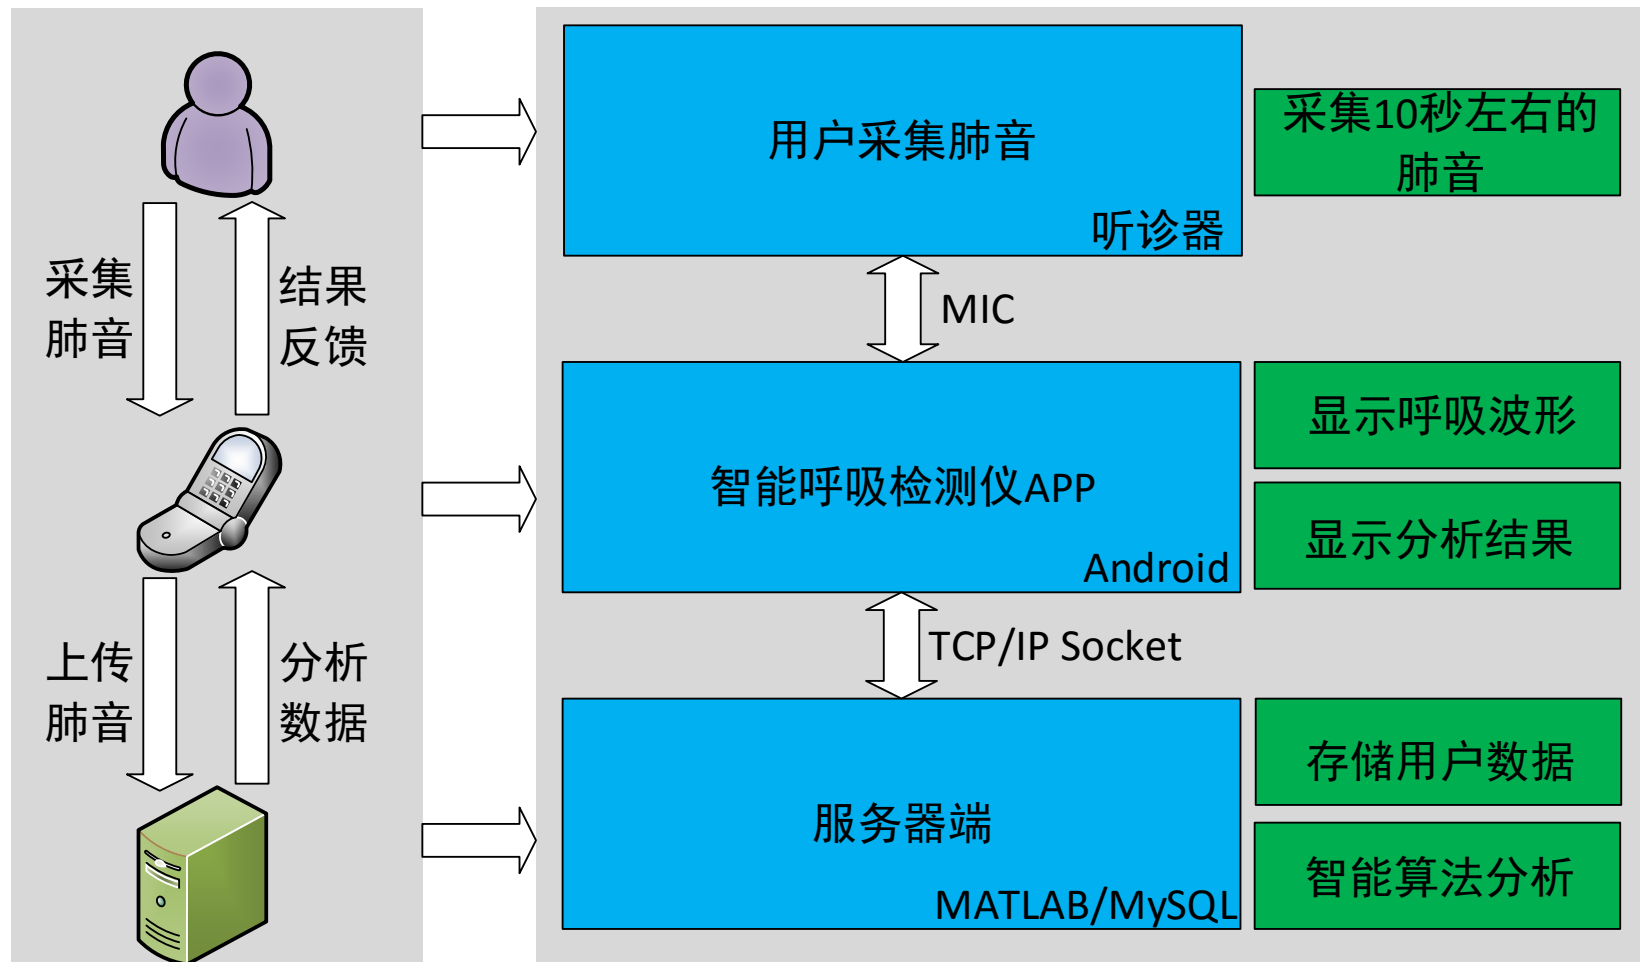 采集
肺音
结果
反馈
上传
肺音
分析
数据
用户采集肺音
听诊器
采集10秒左右的
肺音
MIC
智能呼吸检测仪APP
Android
显示呼吸波形
显示分析结果
TCP/IP Socket
服务器端
MATLAB/MySQL
存储用户数据
智能算法分析